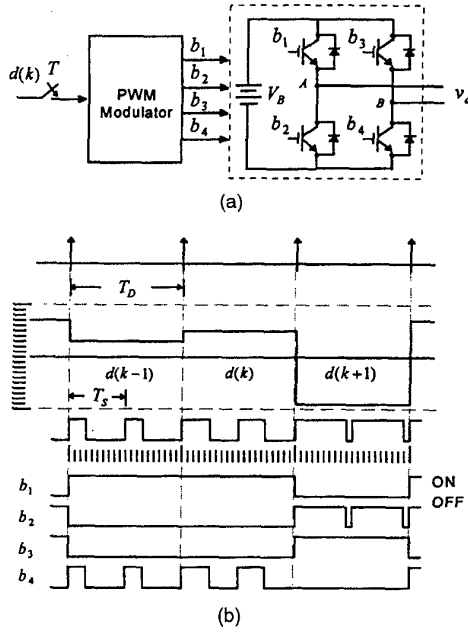 d(k) T
PWM
Modulator
b1
b2
b3
b4
VB
b1
b3
A
B
b2
b4
(a)
TD
d(k−1) d(k) d(k+1)
TS
b1
ON
OFF
b2
b3
b4
(b)